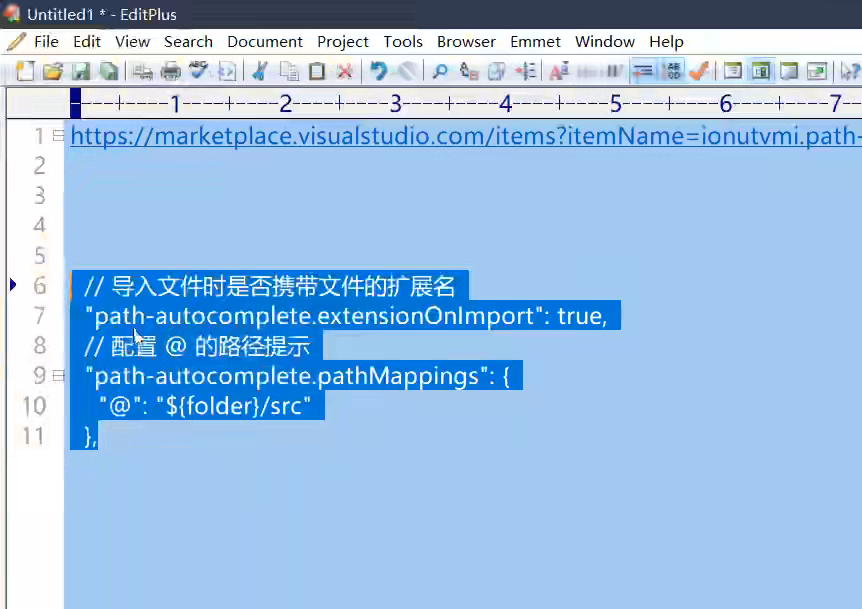 Untitled1 * - EditPlus
File Edit View Search Document Project Tools Browser Emmet Window Help
----+----1----+----2----+----3----+----4----+----5----+----6----+----7--
1 https://marketplace.visualstudio.com/items?itemName=ionutvmi.path-
2
3
4
5
6 // 导入文件时是否携带文件的扩展名
7 "path-autocomplete.extensionOnImport": true,
8 // 配置 @ 的路径提示
9 "path-autocomplete.pathMappings": {
10 "@": "${folder}/src"
11 },